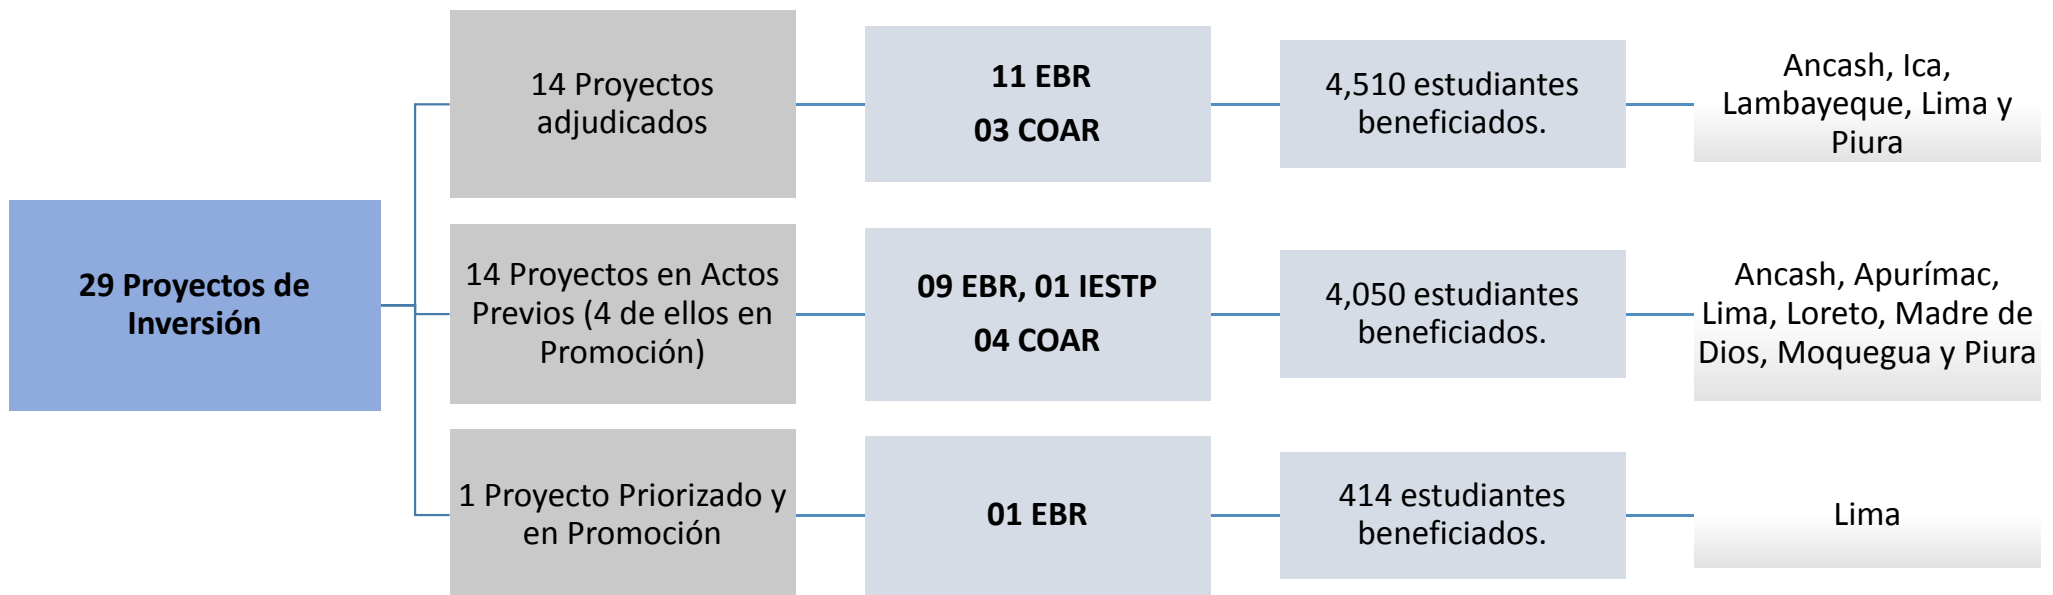 29 Proyectos de
Inversión
14 Proyectos
adjudicados
11 EBR
03 COAR
4,510 estudiantes
beneficiados.
Ancash, Ica,
Lambayeque, Lima y
Piura
14 Proyectos en Actos
Previos (4 de ellos en
Promoción)
09 EBR, 01 IESTP
04 COAR
4,050 estudiantes
beneficiados.
Ancash, Apurímac,
Lima, Loreto, Madre de
Dios, Moquegua y Piura
1 Proyecto Priorizado y
en Promoción
01 EBR
414 estudiantes
beneficiados.
Lima